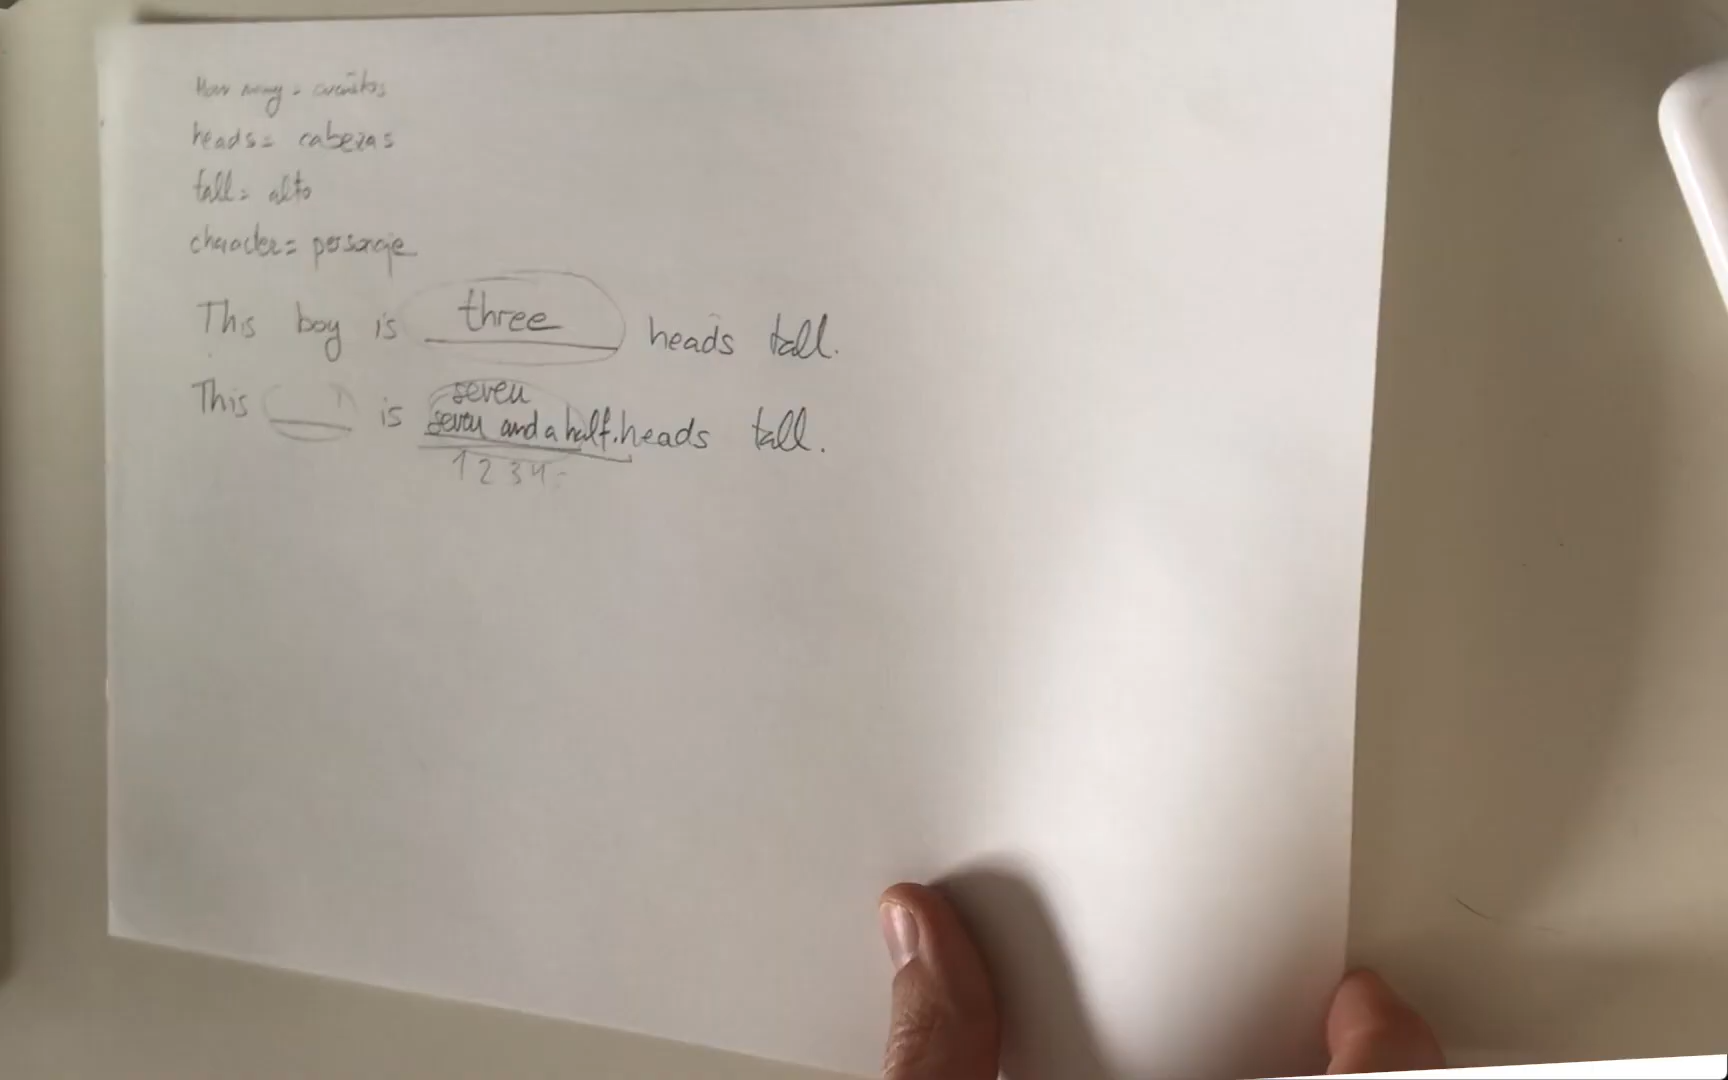 How many = cuántos
heads = cabezas
tall = alto
character = personaje
This boy is three heads tall.
This ___ is seven
seven and a half. heads tall.
1 2 3 4